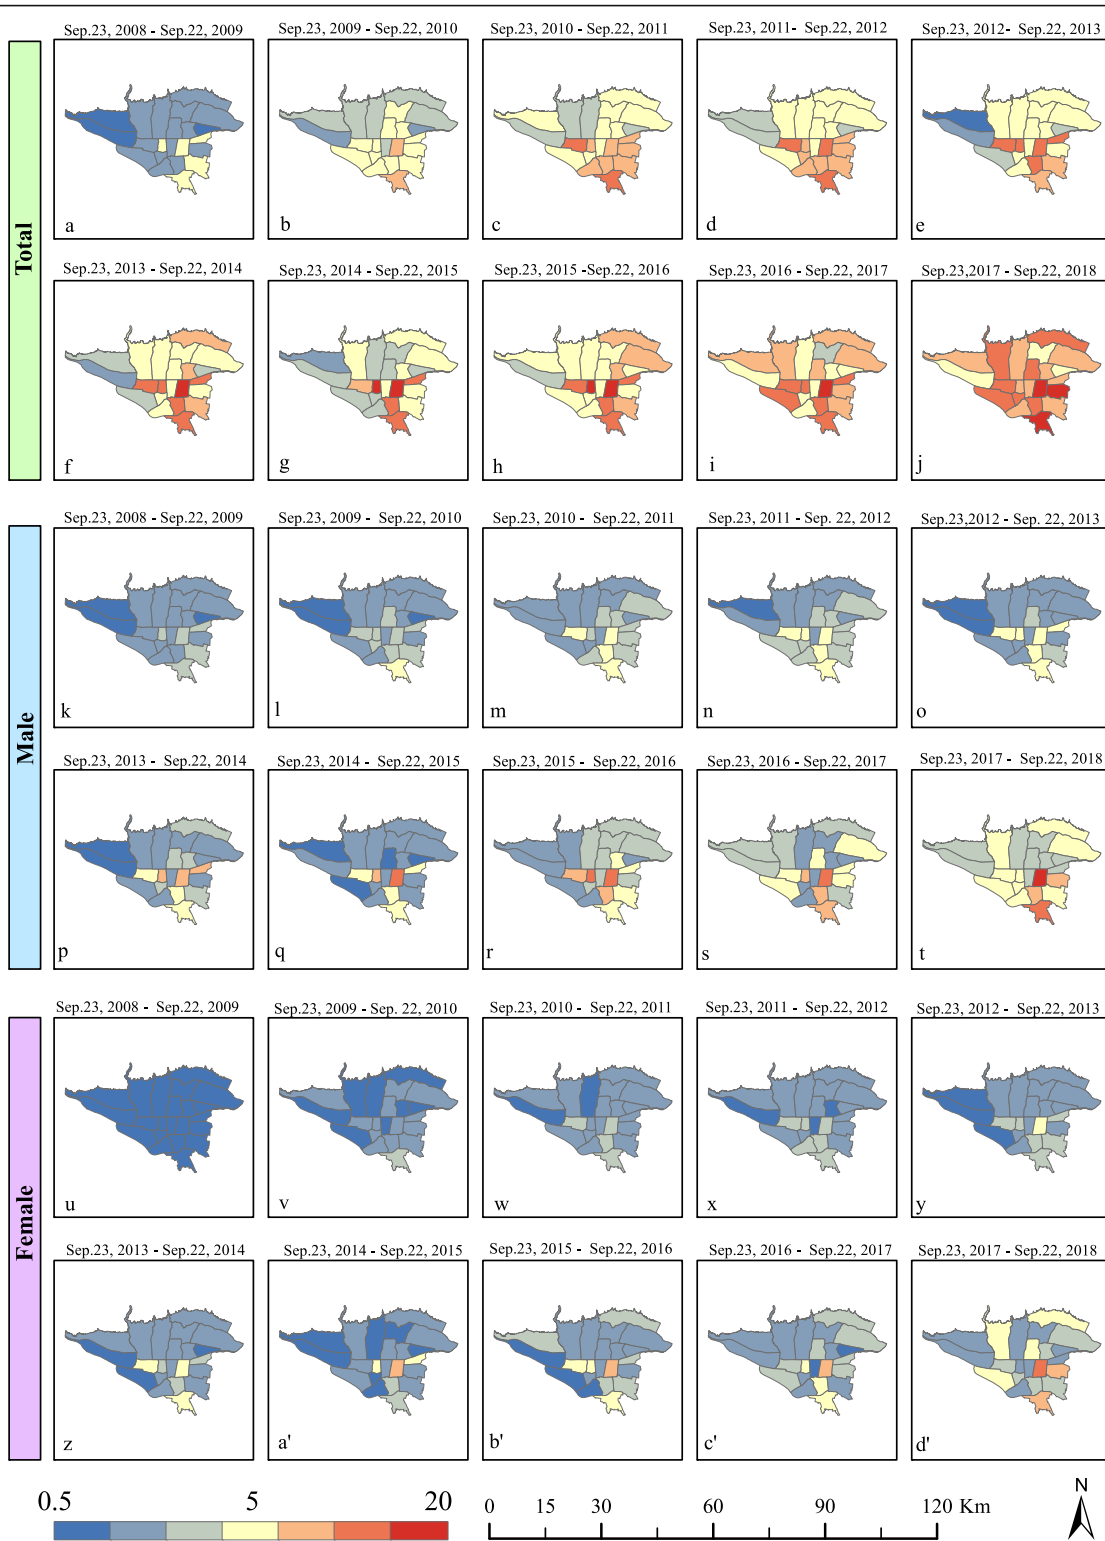 Total
Sep.23, 2008 - Sep.22, 2009
Sep.23, 2009 - Sep.22, 2010
Sep.23, 2010 - Sep.22, 2011
Sep.23, 2011- Sep.22, 2012
Sep.23, 2012- Sep.22, 2013
a
b
c
d
e
Sep.23, 2013 - Sep.22, 2014
Sep.23, 2014 - Sep.22, 2015
Sep.23, 2015 -Sep.22, 2016
Sep.23, 2016 - Sep.22, 2017
Sep.23,2017 - Sep.22, 2018
f
g
h
i
j
Male
Sep.23, 2008 - Sep.22, 2009
Sep.23, 2009 - Sep.22, 2010
Sep.23, 2010 - Sep.22, 2011
Sep.23, 2011 - Sep. 22, 2012
Sep.23,2012 - Sep. 22, 2013
k
l
m
n
o
Sep.23, 2013 - Sep.22, 2014
Sep.23, 2014 - Sep.22, 2015
Sep.23, 2015 - Sep.22, 2016
Sep.23, 2016 - Sep.22, 2017
Sep.23, 2017 - Sep.22, 2018
p
q
r
s
t
Female
Sep.23, 2008 - Sep.22, 2009
Sep.23, 2009 - Sep. 22, 2010
Sep.23, 2010 - Sep.22, 2011
Sep.23, 2011 - Sep.22, 2012
Sep.23, 2012 - Sep.22, 2013
u
v
w
x
y
Sep.23, 2013 - Sep.22, 2014
Sep.23, 2014 - Sep.22, 2015
Sep.23, 2015 - Sep.22, 2016
Sep.23, 2016 - Sep.22, 2017
Sep.23, 2017 - Sep.22, 2018
z
a'
b'
c'
d'
0.5 5 20
0 15 30 60 90 120 Km
N